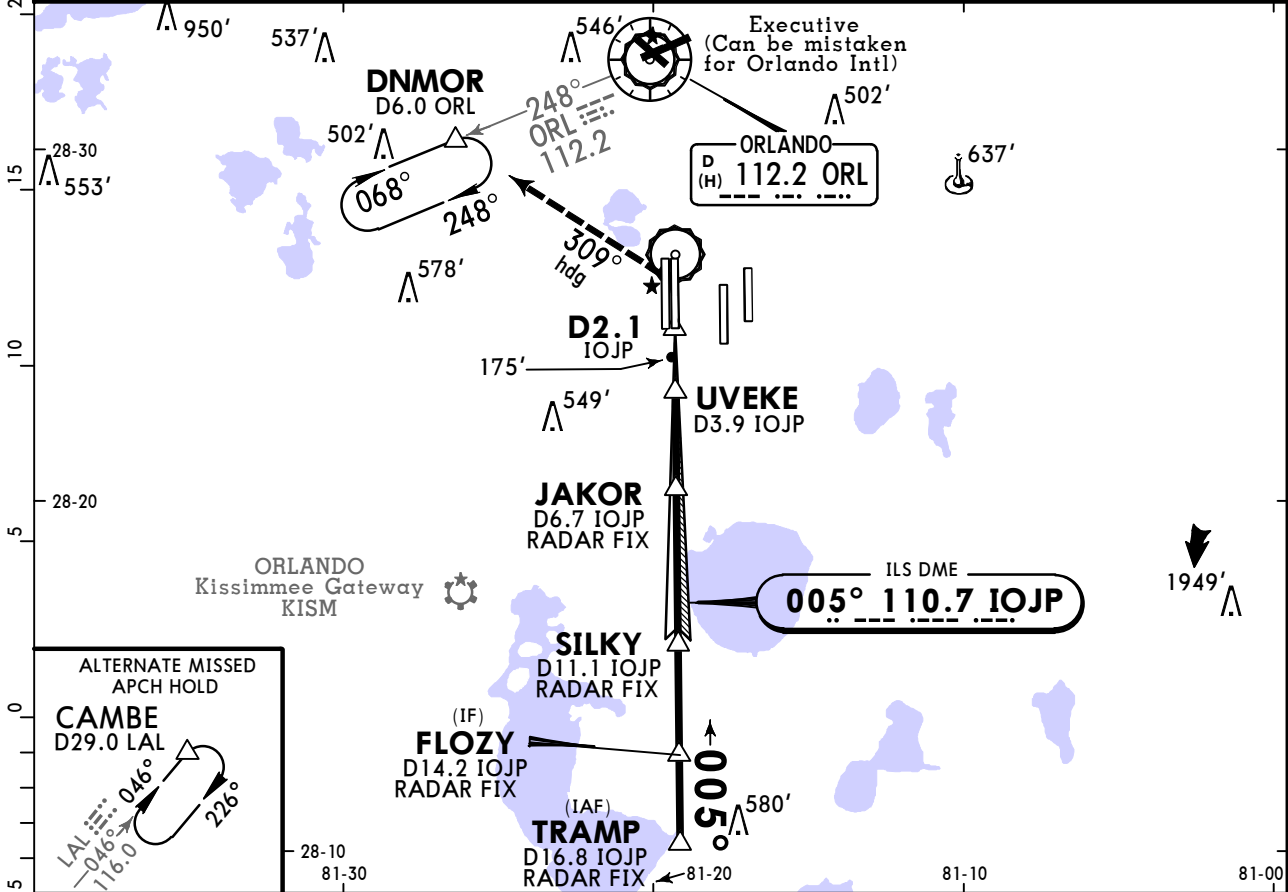 20
950'
537'
546'
Executive
(Can be mistaken
for Orlando Intl)
DNMOR
D6.0 ORL
248°
ORL
112.2
502'
502'
28-30
ORLANDO
D
(H) 112.2 ORL
637'
15
553'
068°
248°
309°
hdg
578'
D2.1
IOJP
10
175'
549'
UVEKE
D3.9 IOJP
JAKOR
D6.7 IOJP
RADAR FIX
28-20
5
ORLANDO
Kissimmee Gateway
KISM
ILS DME
005° 110.7 IOJP
1949'
SILKY
D11.1 IOJP
RADAR FIX
ALTERNATE MISSED
APCH HOLD
CAMBE
D29.0 LAL
046°
226°
LAL
046°
116.0
0
(IF)
FLOZY
D14.2 IOJP
RADAR FIX
005°
580'
(IAF)
TRAMP
D16.8 IOJP
RADAR FIX
28-10
5
81-30
81-20
81-10
81-00